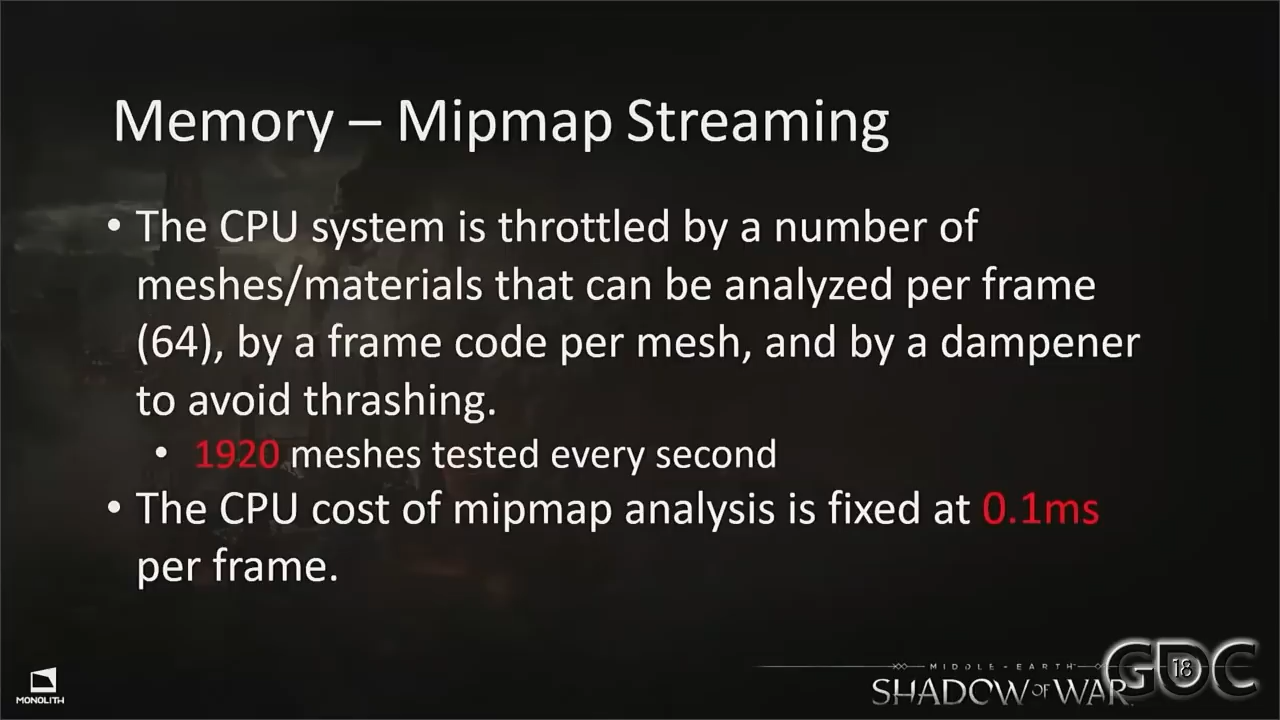 Memory – Mipmap Streaming
• The CPU system is throttled by a number of
meshes/materials that can be analyzed per frame
(64), by a frame code per mesh, and by a dampener
to avoid thrashing.
• 1920 meshes tested every second
• The CPU cost of mipmap analysis is fixed at 0.1ms
per frame.
MONOLITH
MIDDLE-EARTH
SHADOW OF WAR
GDC
18